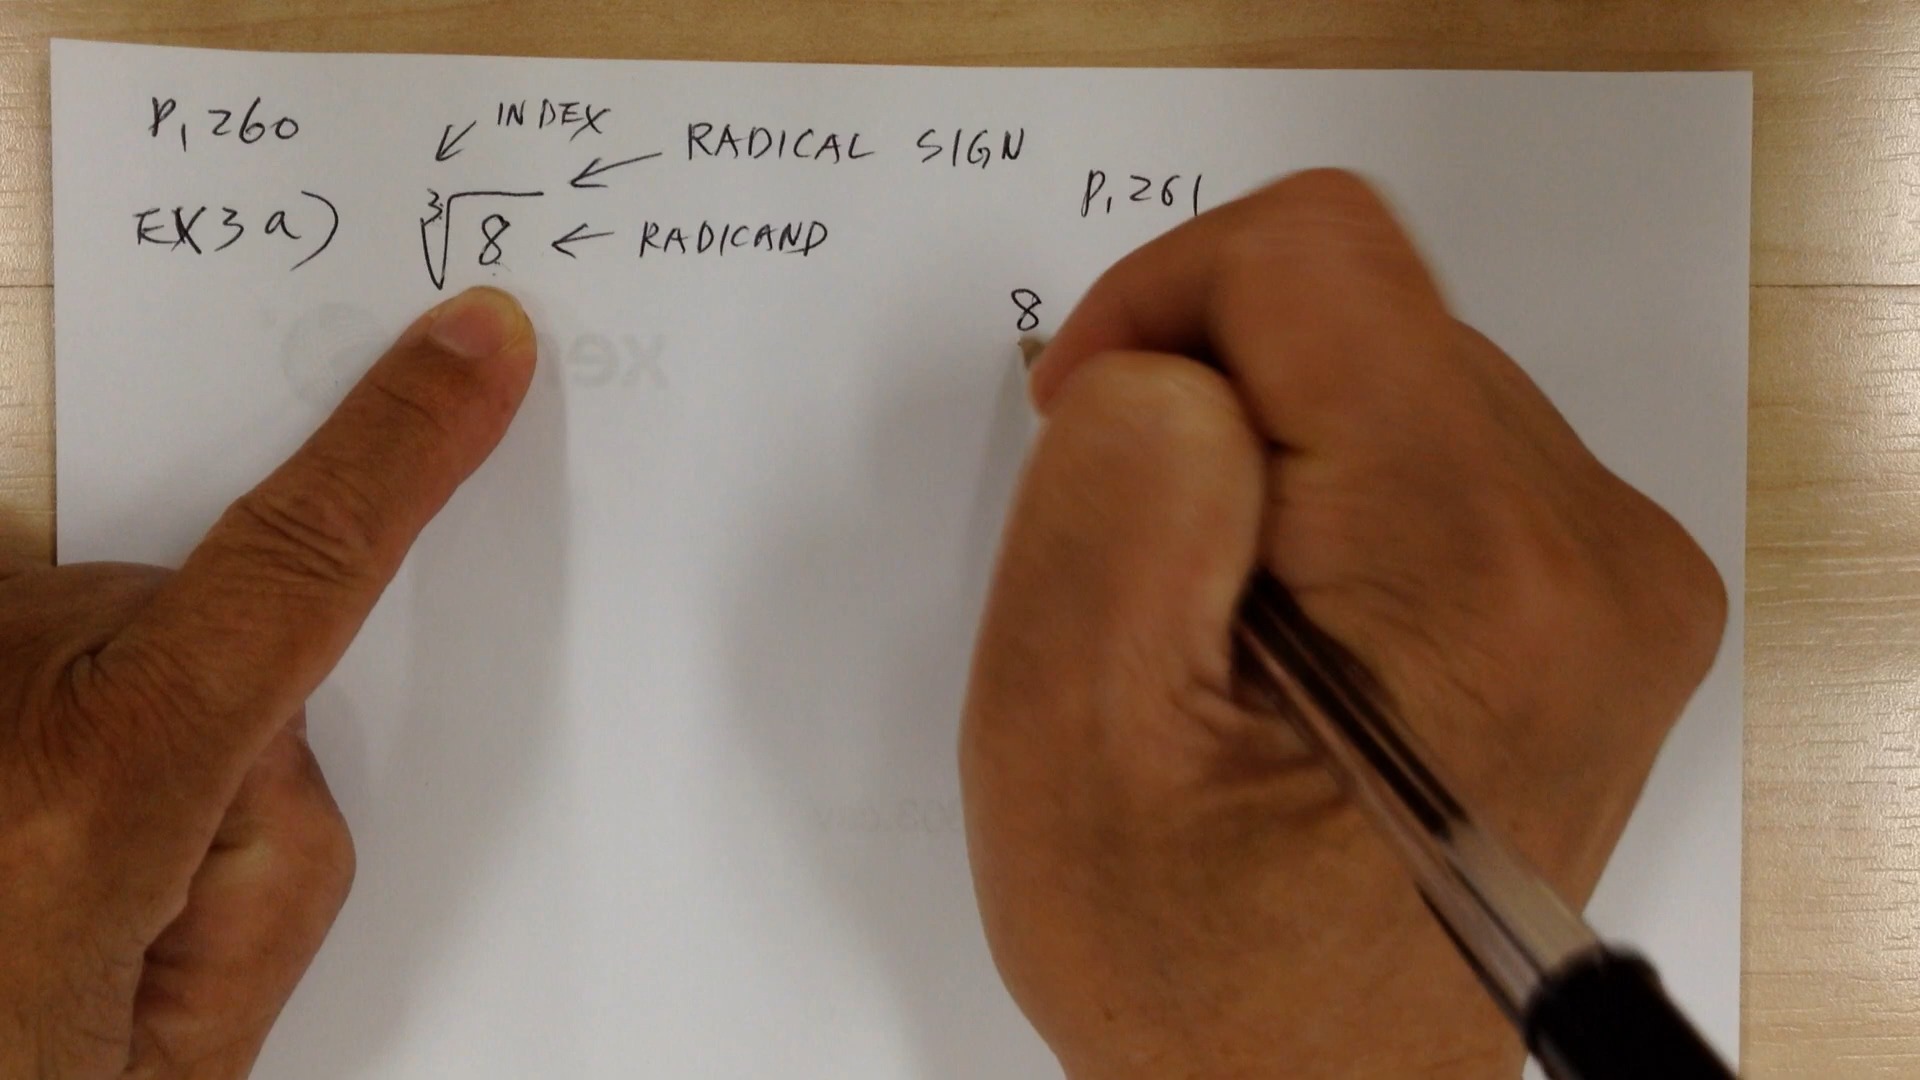 P, 260
INDEX
RADICAL SIGN
EX3 a) ∛8 ← RADICAND
P, 261
8